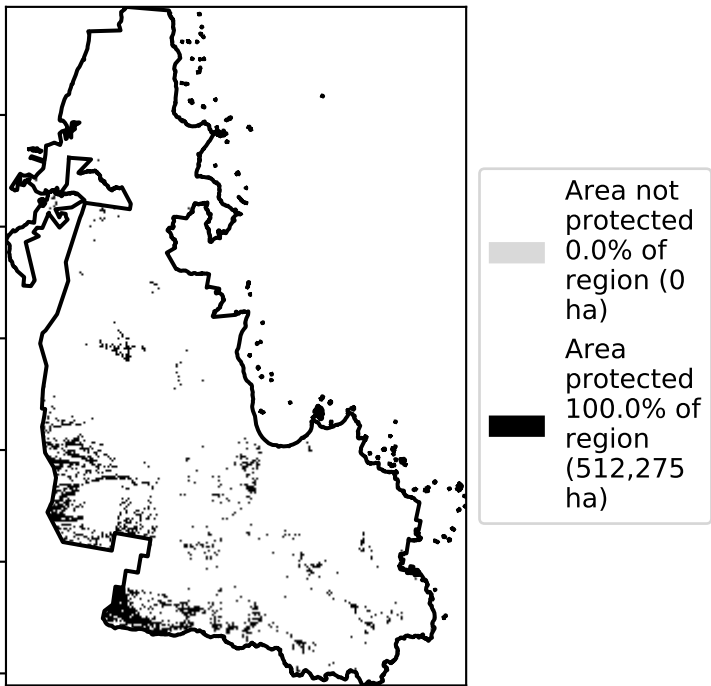 Area not
protected
0.0% of
region (0
ha)
Area
protected
100.0% of
region
(512,275
ha)